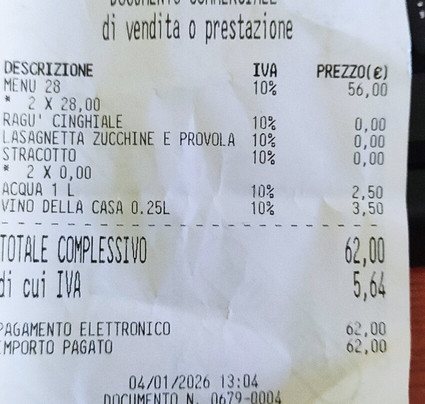 DOCUMENTO COMMERCIALE
di vendita o prestazione
DESCRIZIONE IVA PREZZO(€)
MENU 28 10% 56,00
* 2 X 28,00
RAGU' CINGHIALE 10% 0,00
LASAGNETTA ZUCCHINE E PROVOLA 10% 0,00
STRACOTTO 10% 0,00
* 2 X 0,00
ACQUA 1 L 10% 2,50
VINO DELLA CASA 0.25L 10% 3,50
TOTALE COMPLESSIVO 62,00
di cui IVA 5,64
PAGAMENTO ELETTRONICO 62,00
IMPORTO PAGATO 62,00
04/01/2026 13:04
DOCUMENTO N. 0679-0004